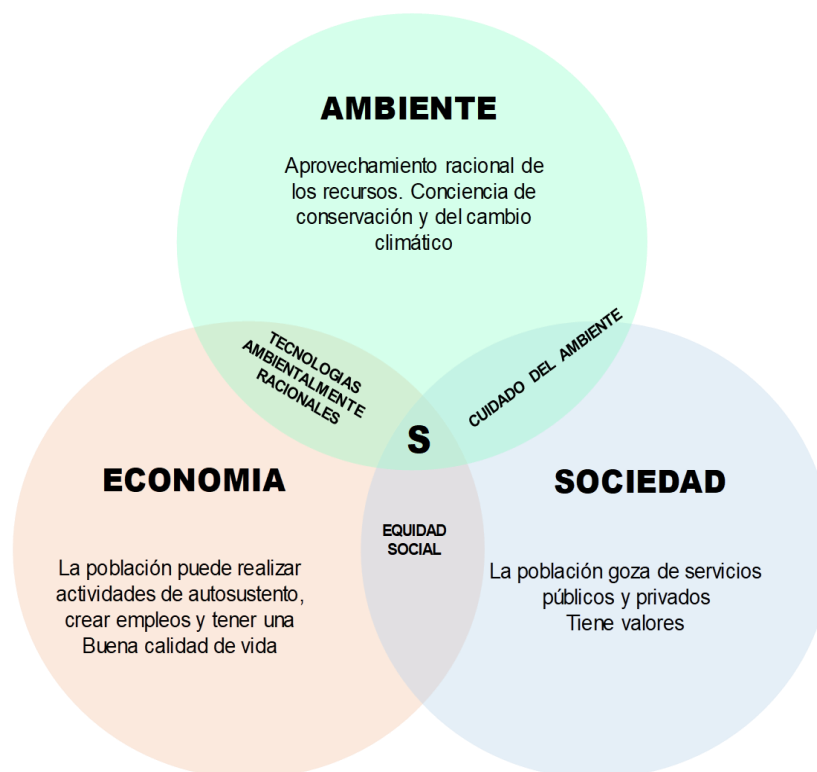 AMBIENTE
Aprovechamiento racional de
los recursos. Conciencia de
conservación y del cambio
climático
TECNOLOGIAS
AMBIENTALMENTE
RACIONALES
CUIDADO DEL AMBIENTE
S
ECONOMIA
La población puede realizar
actividades de autosustento,
crear empleos y tener una
Buena calidad de vida
EQUIDAD
SOCIAL
SOCIEDAD
La población goza de servicios
públicos y privados
Tiene valores